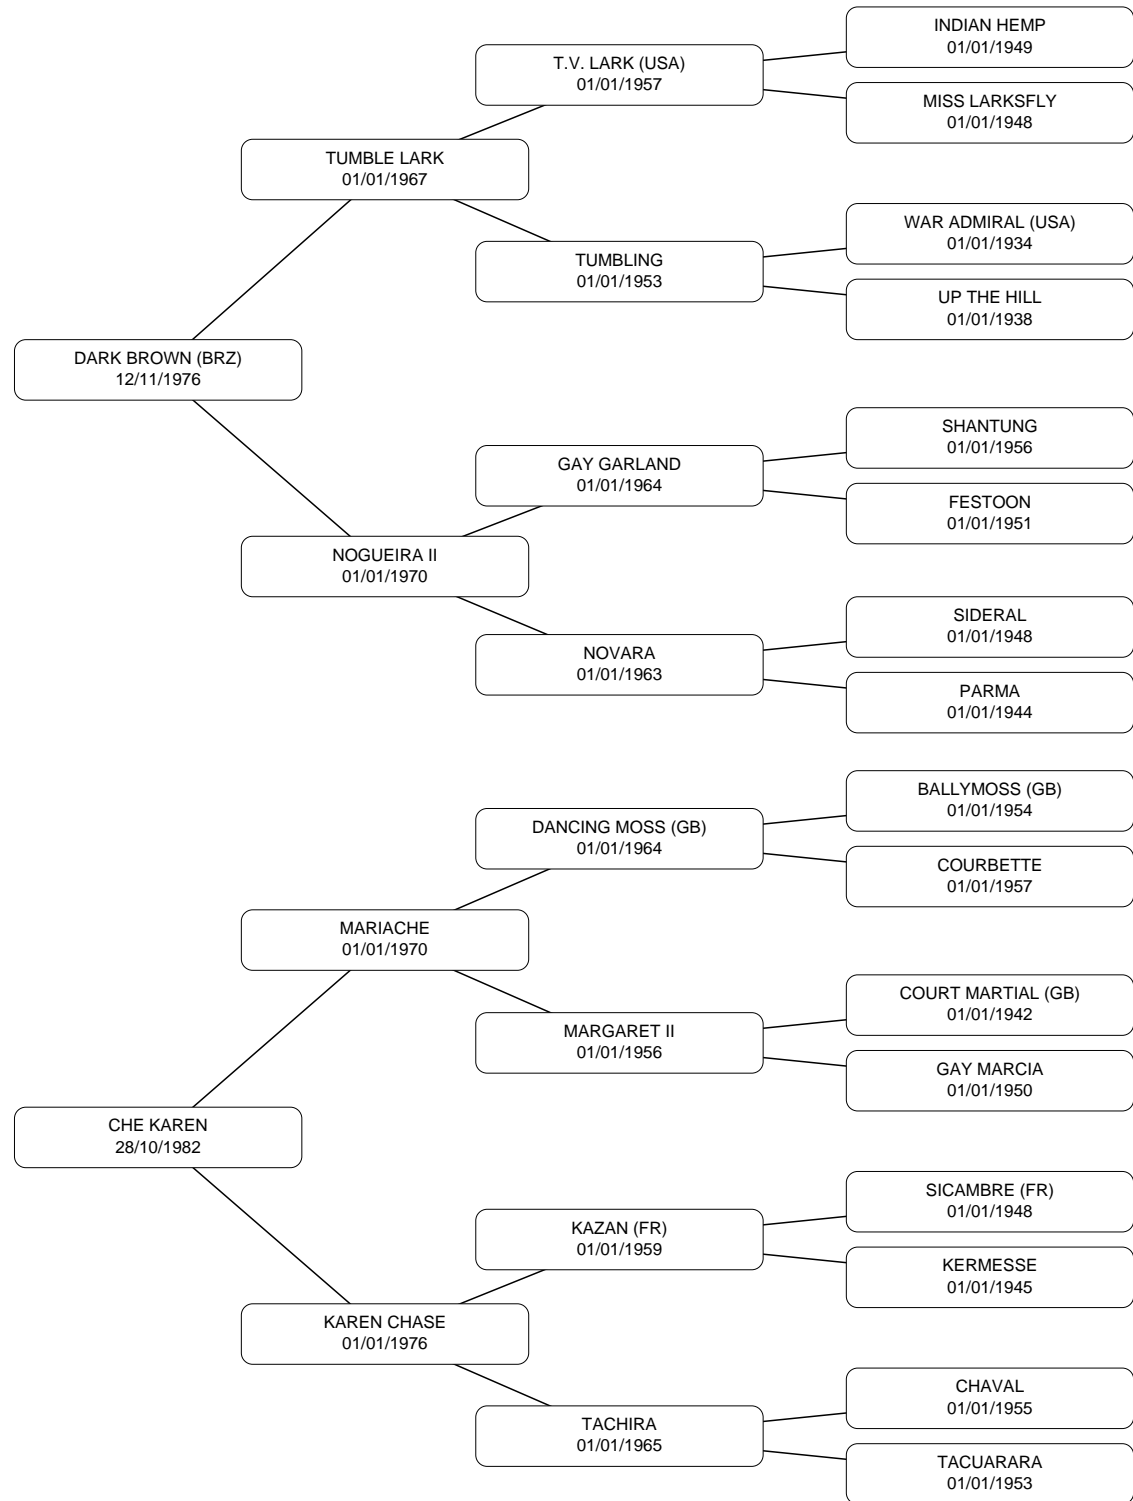 INDIAN HEMP
01/01/1949
T.V. LARK (USA)
01/01/1957
MISS LARKSFLY
01/01/1948
TUMBLE LARK
01/01/1967
WAR ADMIRAL (USA)
01/01/1934
TUMBLING
01/01/1953
UP THE HILL
01/01/1938
DARK BROWN (BRZ)
12/11/1976
SHANTUNG
01/01/1956
GAY GARLAND
01/01/1964
FESTOON
01/01/1951
NOGUEIRA II
01/01/1970
SIDERAL
01/01/1948
NOVARA
01/01/1963
PARMA
01/01/1944
BALLYMOSS (GB)
01/01/1954
DANCING MOSS (GB)
01/01/1964
COURBETTE
01/01/1957
MARIACHE
01/01/1970
COURT MARTIAL (GB)
01/01/1942
MARGARET II
01/01/1956
GAY MARCIA
01/01/1950
CHE KAREN
28/10/1982
SICAMBRE (FR)
01/01/1948
KAZAN (FR)
01/01/1959
KERMESSE
01/01/1945
KAREN CHASE
01/01/1976
CHAVAL
01/01/1955
TACHIRA
01/01/1965
TACUARARA
01/01/1953